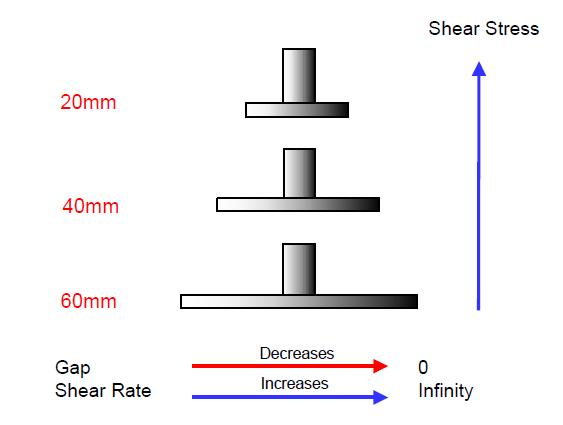 Shear Stress
20mm
40mm
60mm
Gap Decreases 0
Shear Rate Increases Infinity